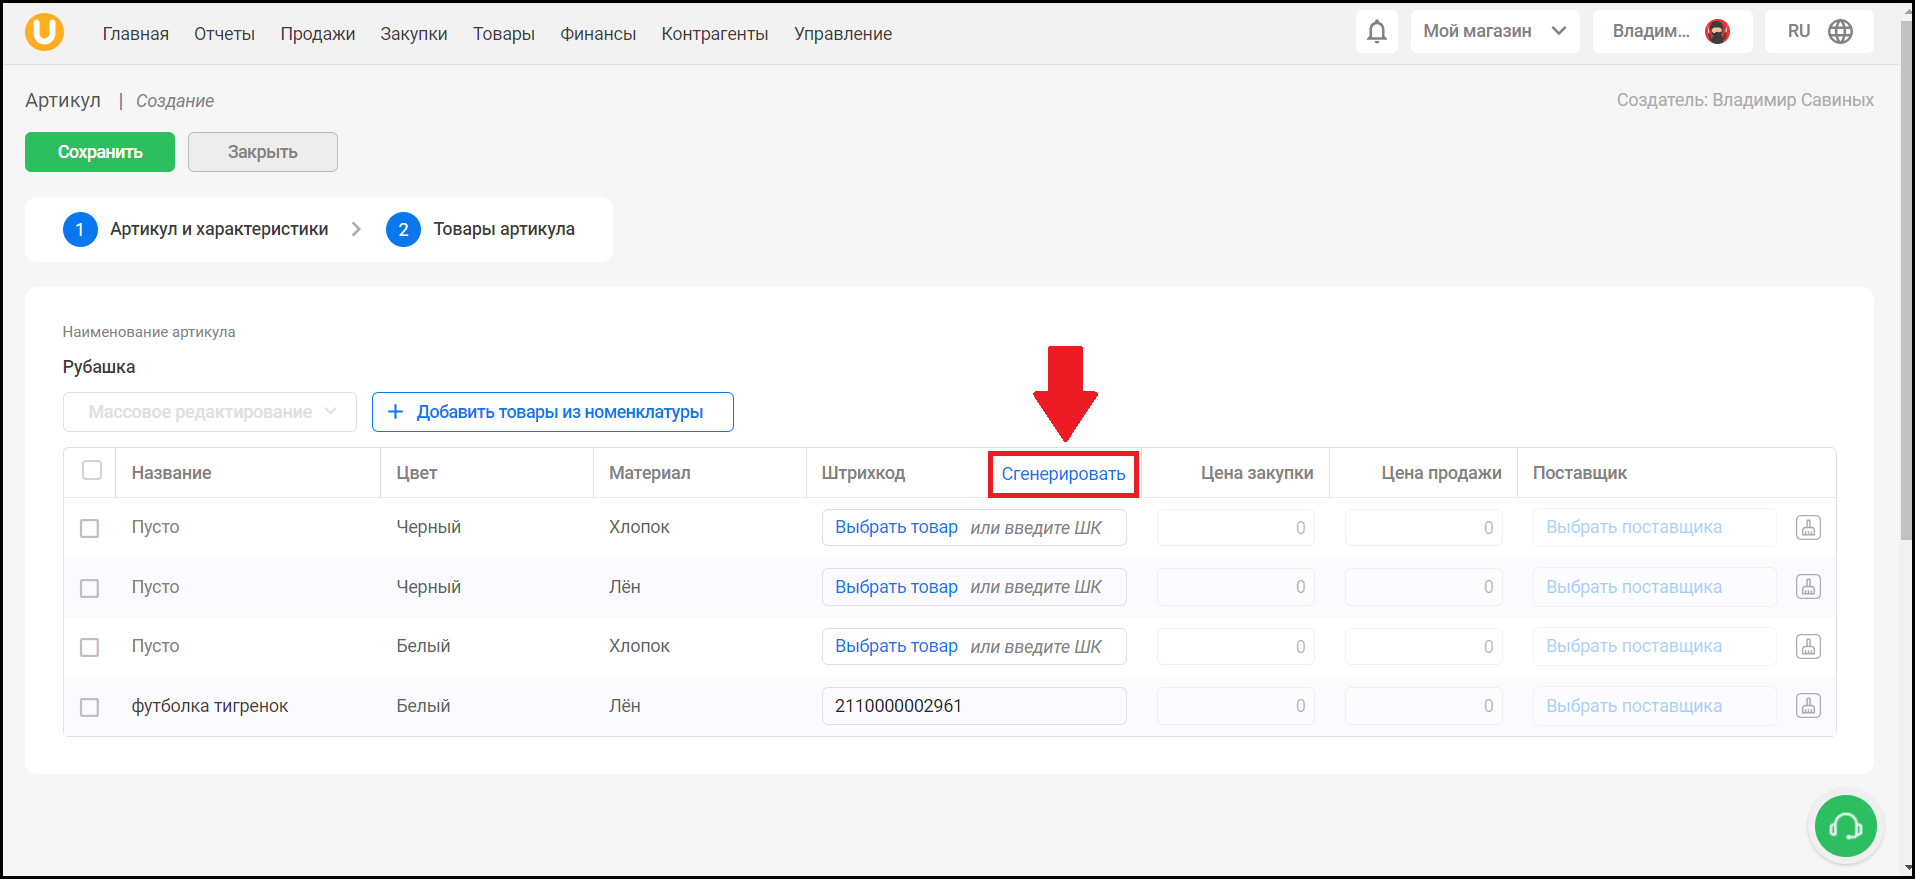 U Главная Отчеты Продажи Закупки Товары Финансы Контрагенты Управление Мой магазин Владим... RU
Артикул | Создание Создатель: Владимир Савиных
Сохранить Закрыть
1 Артикул и характеристики 2 Товары артикула
Наименование артикула
Рубашка
Массовое редактирование + Добавить товары из номенклатуры
Название Цвет Материал Штрихкод Сгенерировать Цена закупки Цена продажи Поставщик
Пусто Черный Хлопок Выбрать товар или введите ШК 0 0 Выбрать поставщика
Пусто Черный Лён Выбрать товар или введите ШК 0 0 Выбрать поставщика
Пусто Белый Хлопок Выбрать товар или введите ШК 0 0 Выбрать поставщика
футболка тигренок Белый Лён 2110000002961 0 0 Выбрать поставщика